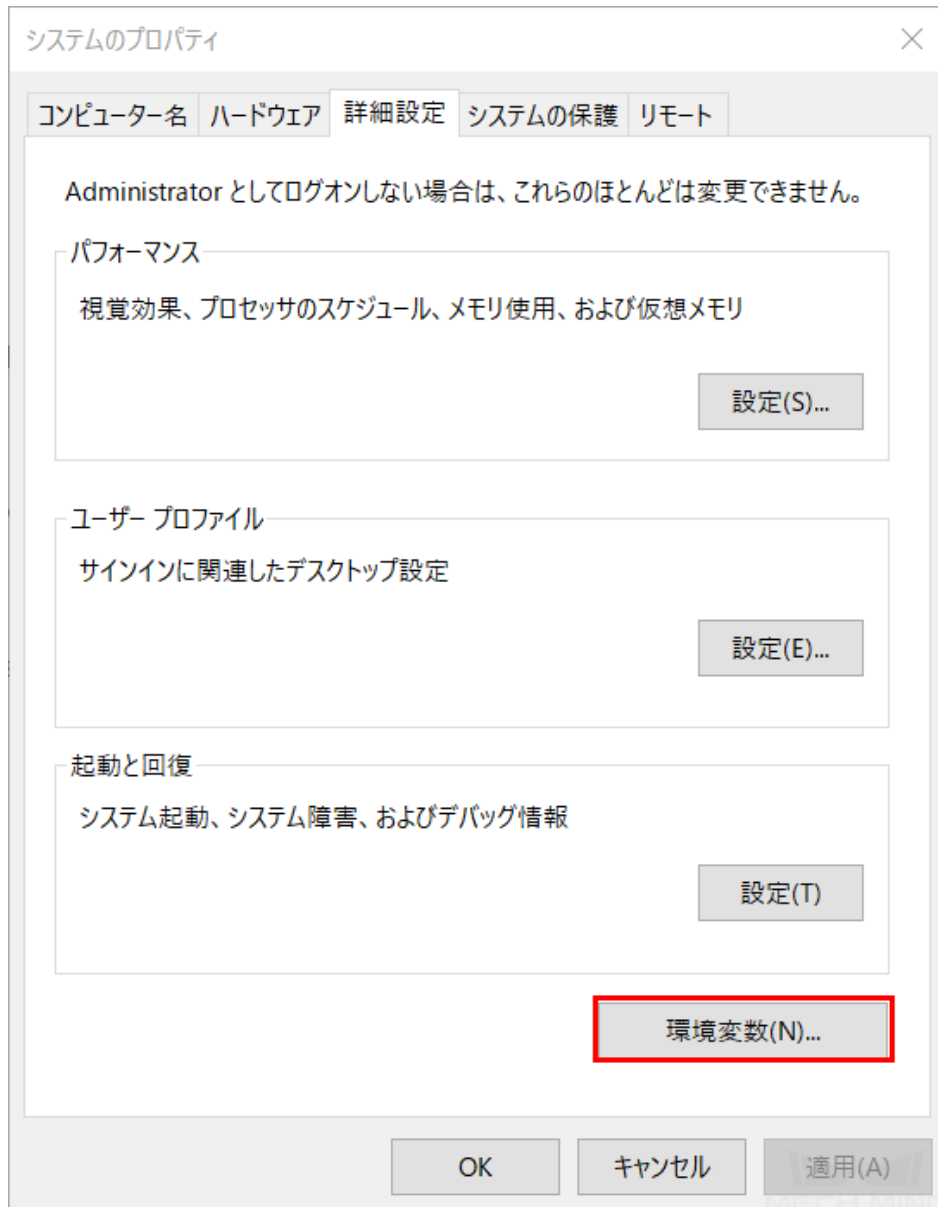 システムのプロパティ
コンピューター名 ハードウェア 詳細設定 システムの保護 リモート
Administrator としてログオンしない場合は、これらのほとんどは変更できません。
パフォーマンス
視覚効果、プロセッサのスケジュール、メモリ使用、および仮想メモリ
設定(S)...
ユーザー プロファイル
サインインに関連したデスクトップ設定
設定(E)...
起動と回復
システム起動、システム障害、およびデバッグ情報
設定(T)
環境変数(N)...
OK キャンセル 適用(A)